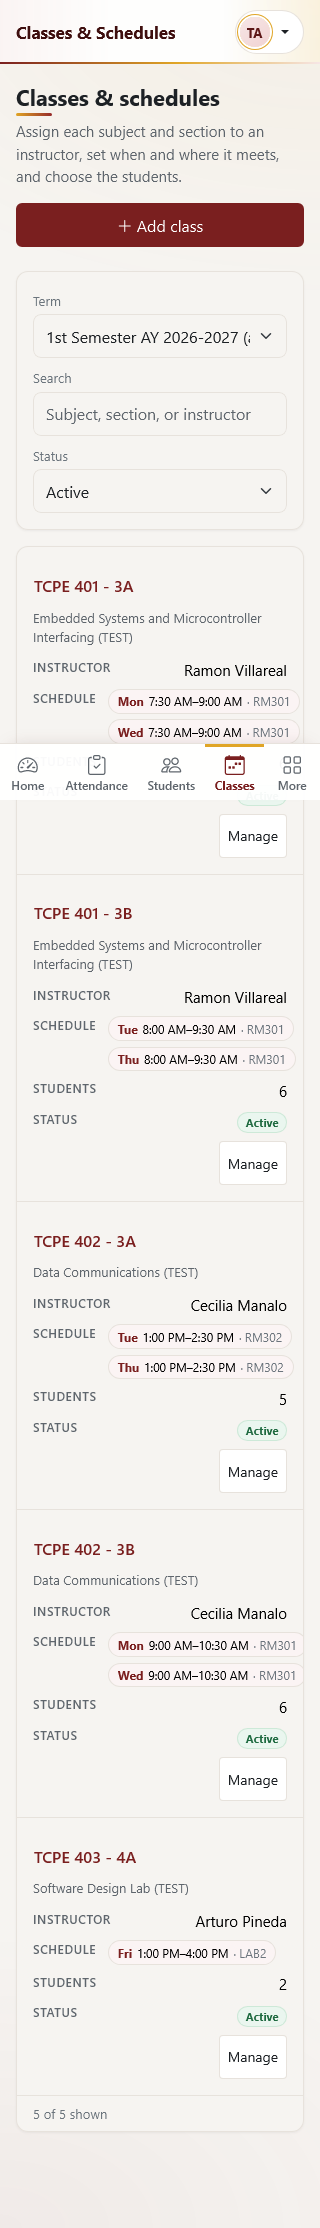 Classes & Schedules
TA
Classes & schedules
Assign each subject and section to an
instructor, set when and where it meets,
and choose the students.
+ Add class
Term
1st Semester AY 2026-2027 (a
Search
Subject, section, or instructor
Status
Active
TCPE 401 - 3A
Embedded Systems and Microcontroller
Interfacing (TEST)
INSTRUCTOR Ramon Villareal
SCHEDULE Mon 7:30 AM–9:00 AM · RM301
Wed 7:30 AM–9:00 AM · RM301
Home Attendance Students Classes More
Manage
TCPE 401 - 3B
Embedded Systems and Microcontroller
Interfacing (TEST)
INSTRUCTOR Ramon Villareal
SCHEDULE Tue 8:00 AM–9:30 AM · RM301
Thu 8:00 AM–9:30 AM · RM301
STUDENTS 6
STATUS Active
Manage
TCPE 402 - 3A
Data Communications (TEST)
INSTRUCTOR Cecilia Manalo
SCHEDULE Tue 1:00 PM–2:30 PM · RM302
Thu 1:00 PM–2:30 PM · RM302
STUDENTS 5
STATUS Active
Manage
TCPE 402 - 3B
Data Communications (TEST)
INSTRUCTOR Cecilia Manalo
SCHEDULE Mon 9:00 AM–10:30 AM · RM301
Wed 9:00 AM–10:30 AM · RM301
STUDENTS 6
STATUS Active
Manage
TCPE 403 - 4A
Software Design Lab (TEST)
INSTRUCTOR Arturo Pineda
SCHEDULE Fri 1:00 PM–4:00 PM · LAB2
STUDENTS 2
STATUS Active
Manage
5 of 5 shown